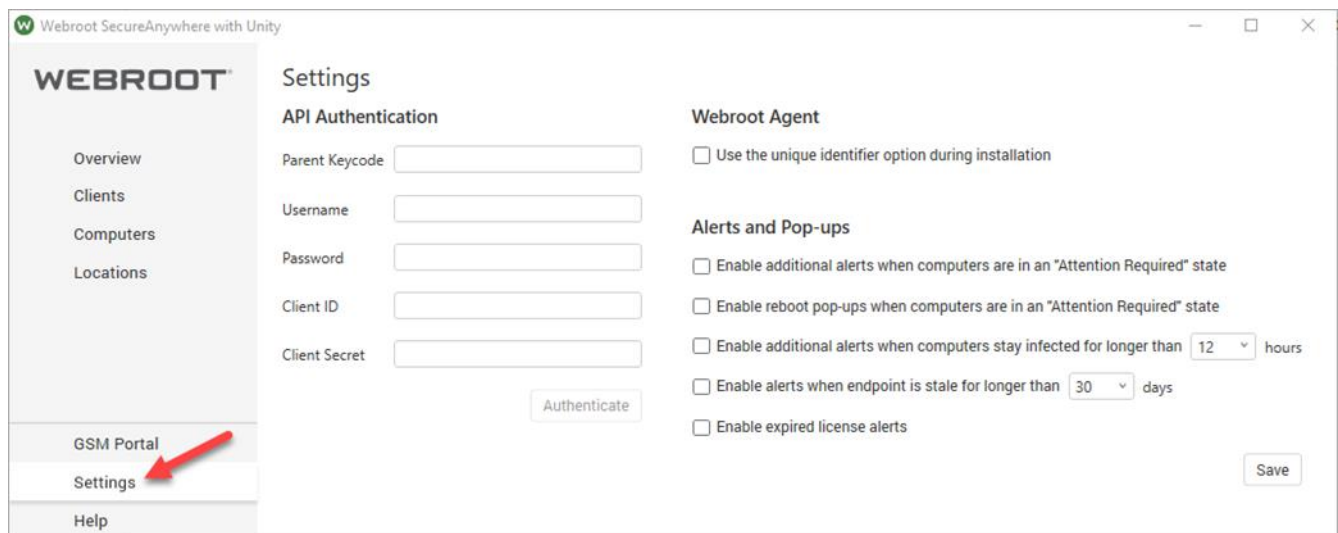 Webroot SecureAnywhere with Unity
WEBROOT
Overview
Clients
Computers
Locations
GSM Portal
Settings
Help
Settings
API Authentication
Parent Keycode
Username
Password
Client ID
Client Secret
Authenticate
Webroot Agent
Use the unique identifier option during installation
Alerts and Pop-ups
Enable additional alerts when computers are in an "Attention Required" state
Enable reboot pop-ups when computers are in an "Attention Required" state
Enable additional alerts when computers stay infected for longer than 12 hours
Enable alerts when endpoint is stale for longer than 30 days
Enable expired license alerts
Save